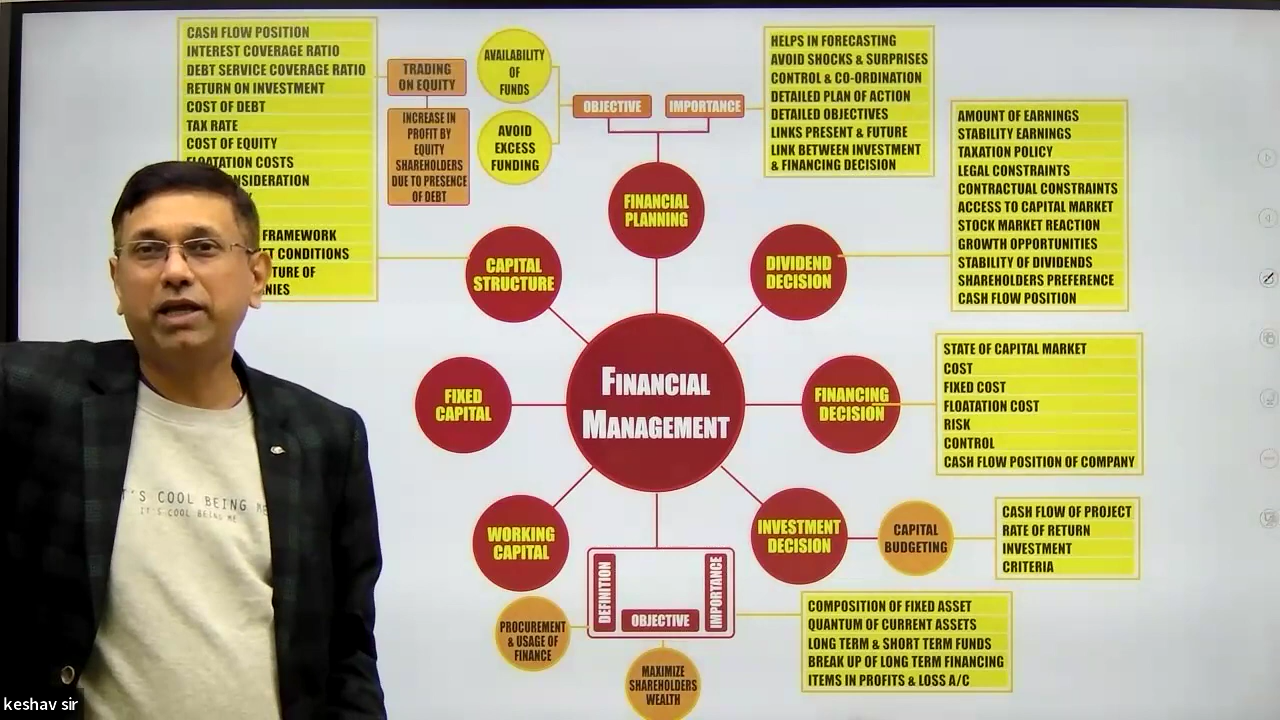 CASH FLOW POSITION
INTEREST COVERAGE RATIO
DEBT SERVICE COVERAGE RATIO
RETURN ON INVESTMENT
COST OF DEBT
TAX RATE
COST OF EQUITY
FLOATATION COSTS
FRAMEWORK
CONDITIONS
OF
TRADING
ON EQUITY
INCREASE IN
PROFIT BY
EQUITY
SHAREHOLDERS
DUE TO PRESENCE
OF DEBT
AVAILABILITY
OF
FUNDS
AVOID
EXCESS
FUNDING
OBJECTIVE
IMPORTANCE
HELPS IN FORECASTING
AVOID SHOCKS & SURPRISES
CONTROL & CO-ORDINATION
DETAILED PLAN OF ACTION
DETAILED OBJECTIVES
LINKS PRESENT & FUTURE
LINK BETWEEN INVESTMENT
& FINANCING DECISION
FINANCIAL
PLANNING
CAPITAL
STRUCTURE
DIVIDEND
DECISION
AMOUNT OF EARNINGS
STABILITY EARNINGS
TAXATION POLICY
LEGAL CONSTRAINTS
CONTRACTUAL CONSTRAINTS
ACCESS TO CAPITAL MARKET
STOCK MARKET REACTION
GROWTH OPPORTUNITIES
STABILITY OF DIVIDENDS
SHAREHOLDERS PREFERENCE
CASH FLOW POSITION
FIXED
CAPITAL
FINANCIAL
MANAGEMENT
FINANCING
DECISION
STATE OF CAPITAL MARKET
COST
FIXED COST
FLOATATION COST
RISK
CONTROL
CASH FLOW POSITION OF COMPANY
WORKING
CAPITAL
INVESTMENT
DECISION
CAPITAL
BUDGETING
CASH FLOW OF PROJECT
RATE OF RETURN
INVESTMENT
CRITERIA
DEFINITION
OBJECTIVE
IMPORTANCE
PROCUREMENT
& USAGE OF
FINANCE
MAXIMIZE
SHAREHOLDERS
WEALTH
COMPOSITION OF FIXED ASSET
QUANTUM OF CURRENT ASSETS
LONG TERM & SHORT TERM FUNDS
BREAK UP OF LONG TERM FINANCING
ITEMS IN PROFITS & LOSS A/C
T'S COOL BEING ME
IT'S COOL BEING ME
keshav sir